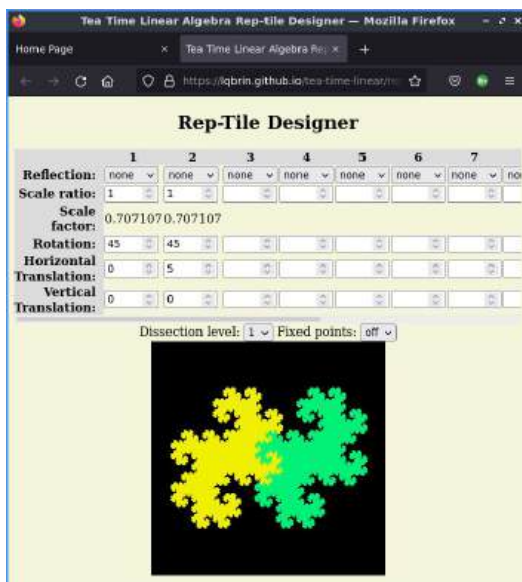 Tea Time Linear Algebra Rep-tile Designer — Mozilla Firefox
Home Page × Tea Time Linear Algebra Re × +
https://lqbrin.github.io/tea-time-linear/
Rep-Tile Designer
1 2 3 4 5 6 7
Reflection: none none none none none none none
Scale ratio: 1 1
Scale
factor: 0.707107 0.707107
Rotation: 45 45
Horizontal
Translation: 0 5
Vertical
Translation: 0 0
Dissection level: 1 Fixed points: off